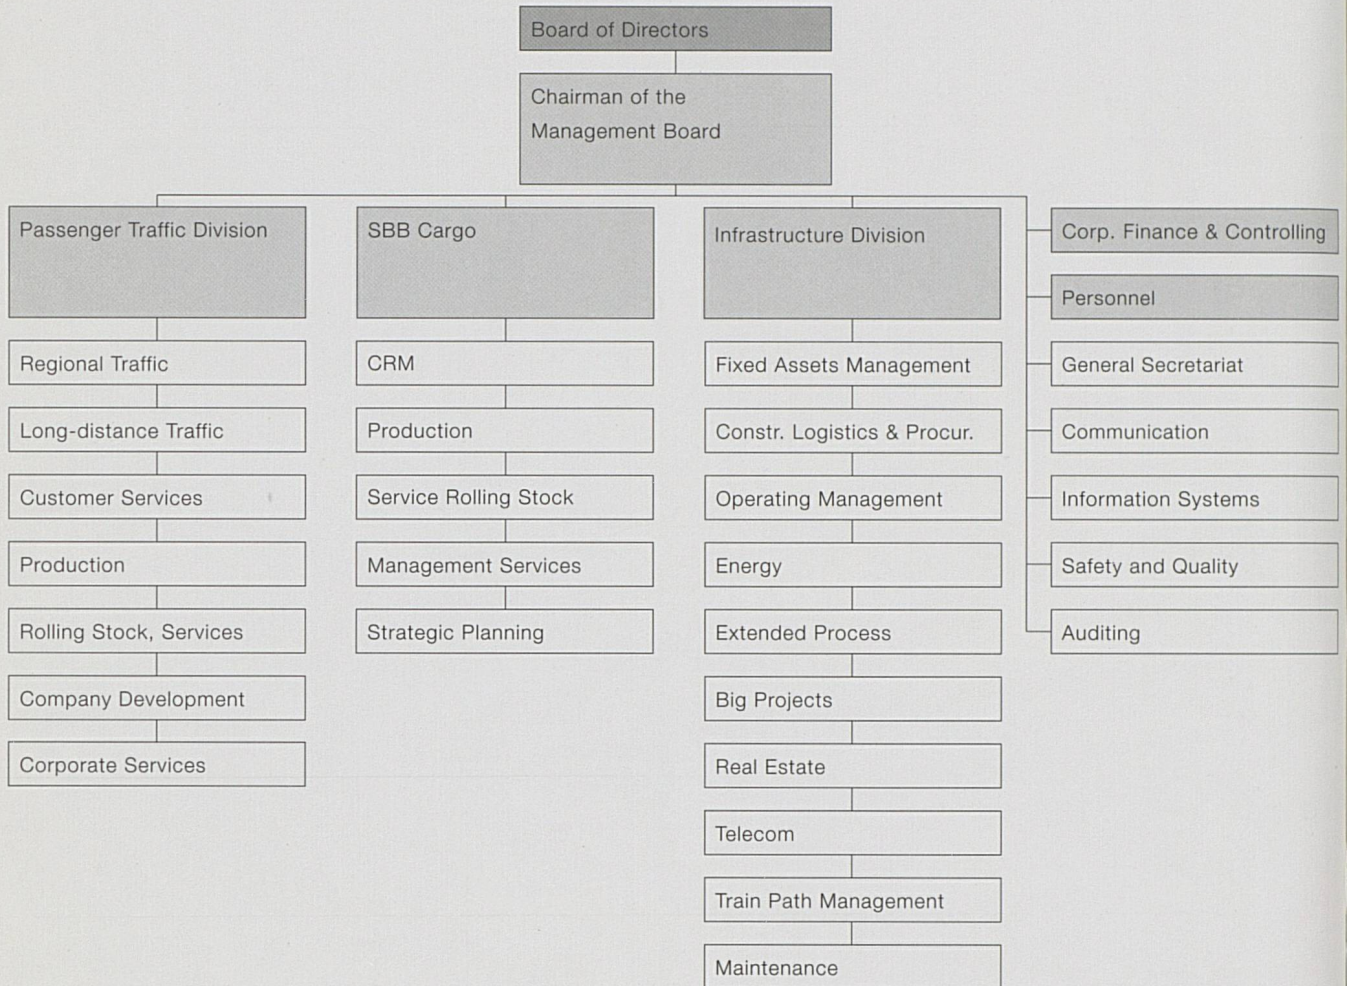 Board of Directors
Chairman of the
Management Board
Passenger Traffic Division
Regional Traffic
Long-distance Traffic
Customer Services
Production
Rolling Stock, Services
Company Development
Corporate Services
SBB Cargo
CRM
Production
Service Rolling Stock
Management Services
Strategic Planning
Infrastructure Division
Fixed Assets Management
Constr. Logistics & Procur.
Operating Management
Energy
Extended Process
Big Projects
Real Estate
Telecom
Train Path Management
Maintenance
Corp. Finance & Controlling
Personnel
General Secretariat
Communication
Information Systems
Safety and Quality
Auditing